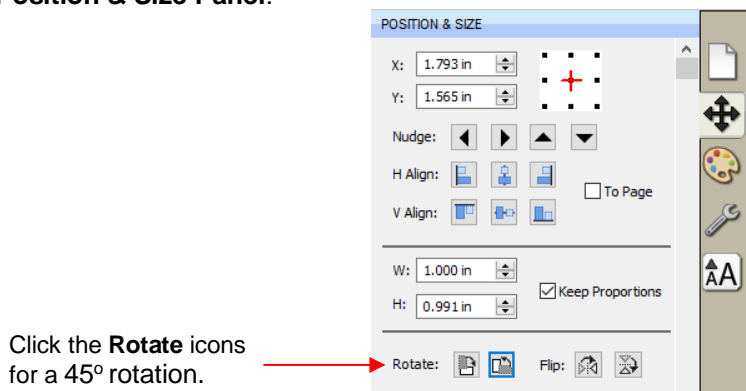 Position & Size Panel.
POSITION & SIZE
X: 1.793 in
Y: 1.565 in
Nudge:
H Align:
To Page
V Align:
W: 1.000 in
Keep Proportions
H: 0.991 in
AA
Click the Rotate icons
for a 45º rotation.
Rotate: Flip: